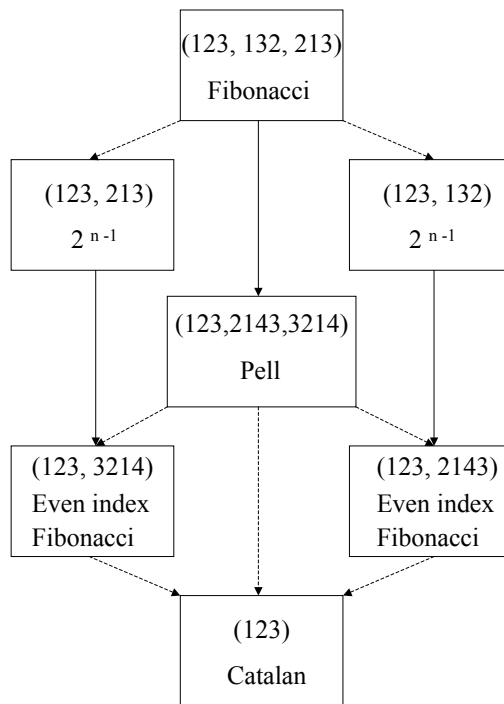 (123, 132, 213)
Fibonacci
(123, 213)
2 n -1
(123, 132)
2 n -1
(123,2143,3214)
Pell
(123, 3214)
Even index
Fibonacci
(123, 2143)
Even index
Fibonacci
(123)
Catalan